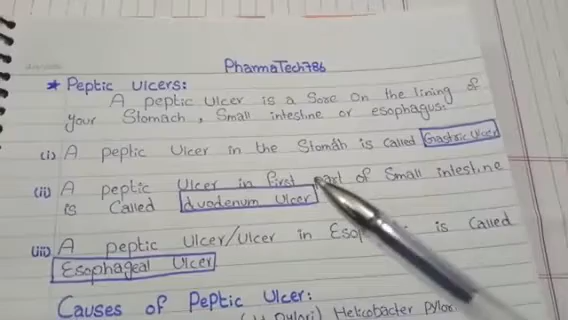 PharmaTech786
* Peptic Ulcers:
A peptic Ulcer is a Sore on the lining of
your Stomach, Small intestine or esophagus.
(i) A peptic Ulcer in the Stomach is called Gastric Ulcer
(ii) A peptic Ulcer in first part of Small intestine
is Called duodenum Ulcer
(iii) A peptic Ulcer/Ulcer in is Called
Esophageal Ulcer
Causes of Peptic Ulcer:
(H. Pylori) Helicobacter Pylori